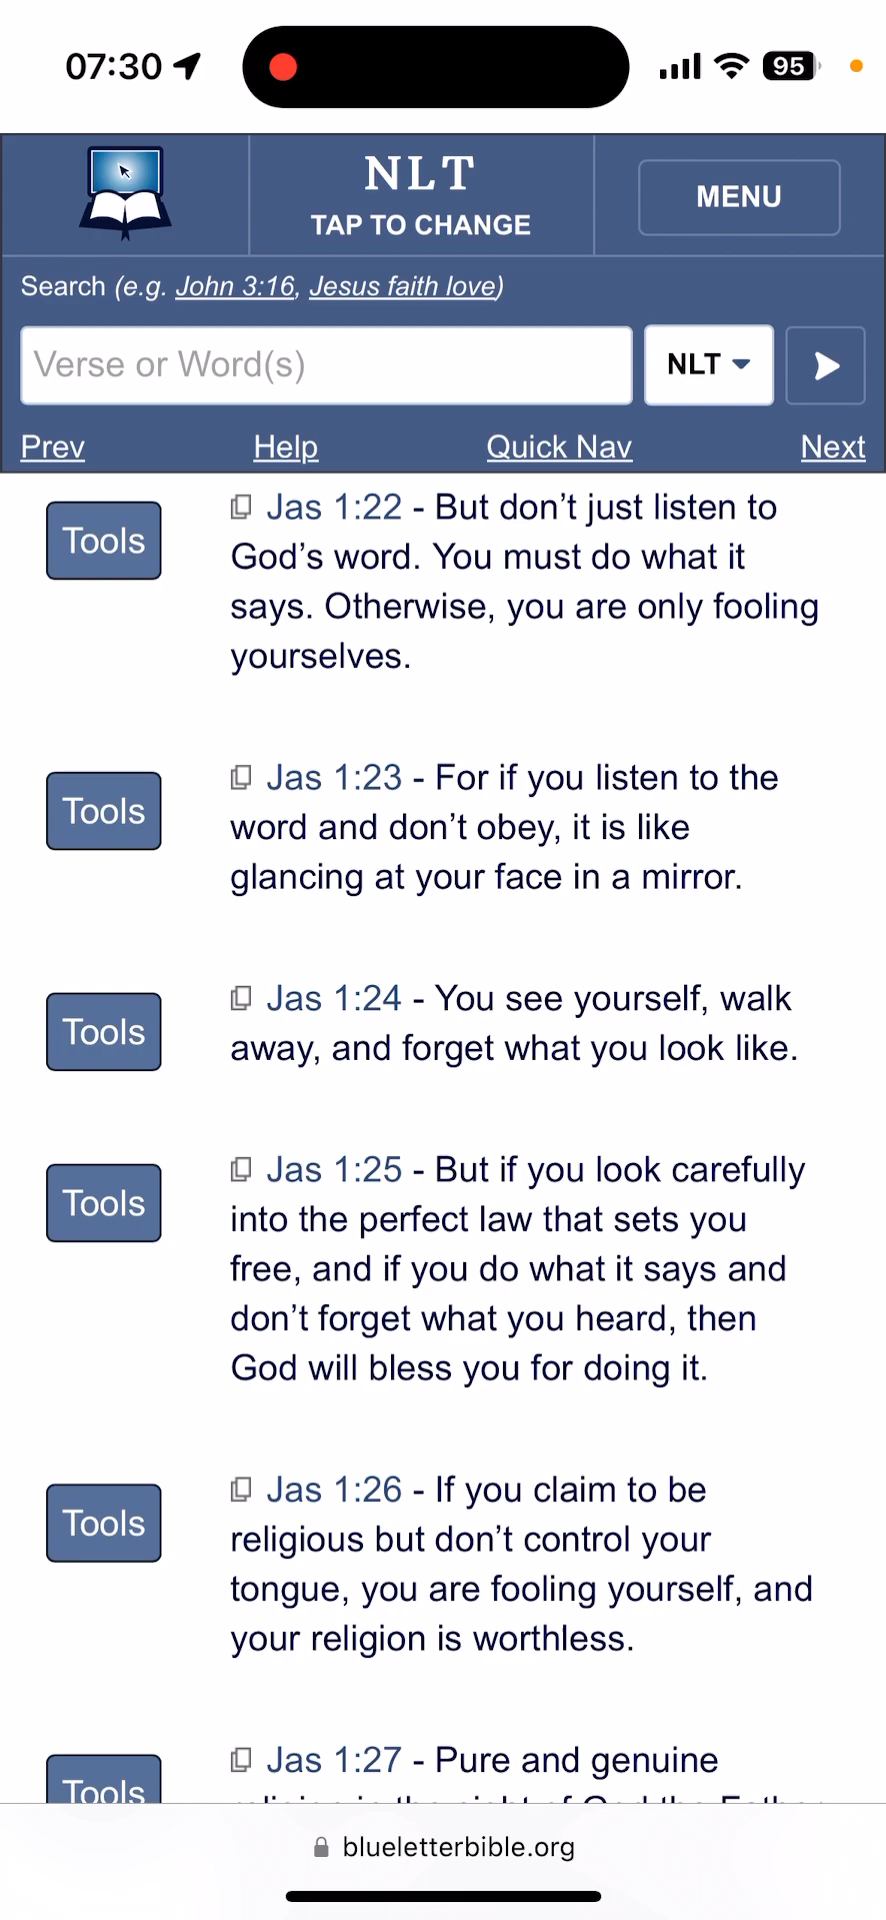 07:30
95
NLT
TAP TO CHANGE
MENU
Search (e.g. John 3:16, Jesus faith love)
Verse or Word(s)
NLT
Prev Help Quick Nav Next
Tools
Jas 1:22 - But don’t just listen to
God’s word. You must do what it
says. Otherwise, you are only fooling
yourselves.
Tools
Jas 1:23 - For if you listen to the
word and don’t obey, it is like
glancing at your face in a mirror.
Tools
Jas 1:24 - You see yourself, walk
away, and forget what you look like.
Tools
Jas 1:25 - But if you look carefully
into the perfect law that sets you
free, and if you do what it says and
don’t forget what you heard, then
God will bless you for doing it.
Tools
Jas 1:26 - If you claim to be
religious but don’t control your
tongue, you are fooling yourself, and
your religion is worthless.
Tools
Jas 1:27 - Pure and genuine
religion in the sight of God the Father
blueletterbible.org